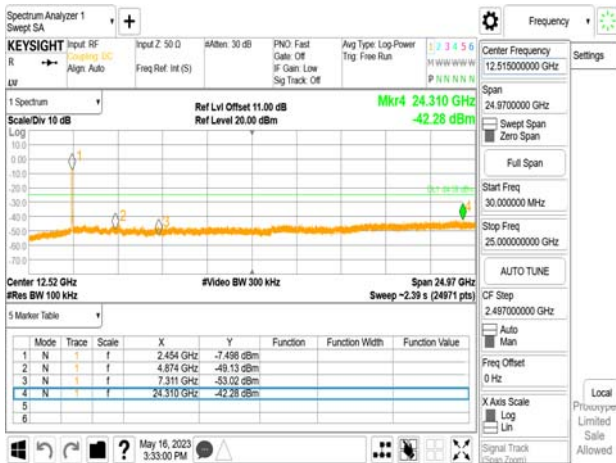 Spectrum Analyzer 1
Swept SA
Frequency
KEYSIGHT
Input: RF
Coupling: DC
Align: Auto
Input Z: 50 Ω
Freq Ref: Int (S)
#Atten: 30 dB
PNO: Fast
Gate: Off
IF Gain: Low
Sig Track: Off
Avg Type: Log-Power
Trig: Free Run
1 2 3 4 5 6
M W W W W W
P N N N N N
R
LXI
Center Frequency
12.515000000 GHz
Settings
Span
24.9700000 GHz
Swept Span
Zero Span
Full Span
Start Freq
30.000000 MHz
Stop Freq
25.000000000 GHz
AUTO TUNE
CF Step
2.497000000 GHz
Auto
Man
Freq Offset
0 Hz
X Axis Scale
Log
Lin
Signal Track
(Span Zoom)
Local
Prototype
Limited
Sale
Allowed
1 Spectrum
Scale/Div 10 dB
Ref Lvl Offset 11.00 dB
Ref Level 20.00 dBm
Mkr4 24.310 GHz
-42.28 dBm
Log
10.0
0.00
-10.0
-20.0
-30.0
-40.0
-50.0
-60.0
-70.0
1
2
3
4
Center 12.52 GHz
#Video BW 300 kHz
Span 24.97 GHz
#Res BW 100 kHz
Sweep ~2.39 s (24971 pts)
5 Marker Table
Mode Trace Scale X Y Function Function Width Function Value
1 N 1 f 2.454 GHz -7.498 dBm
2 N 1 f 4.874 GHz -49.13 dBm
3 N 1 f 7.311 GHz -53.02 dBm
4 N 1 f 24.310 GHz -42.28 dBm
5
6
May 16, 2023
3:33:00 PM